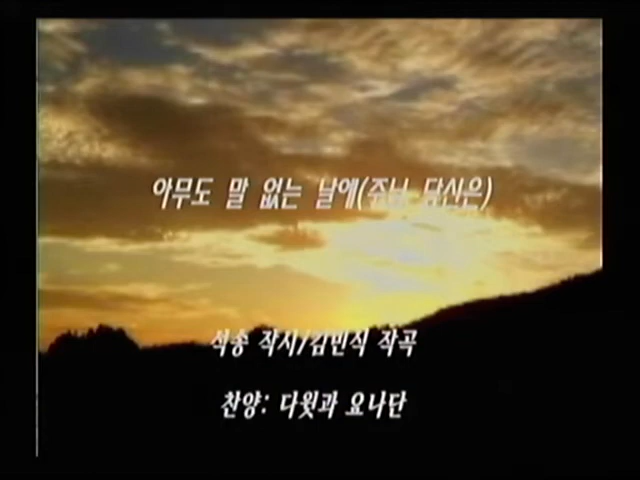 아무도 말 없는 날에(주님 당신은)
석송 작시/김민식 작곡
찬양: 다윗과 요나단